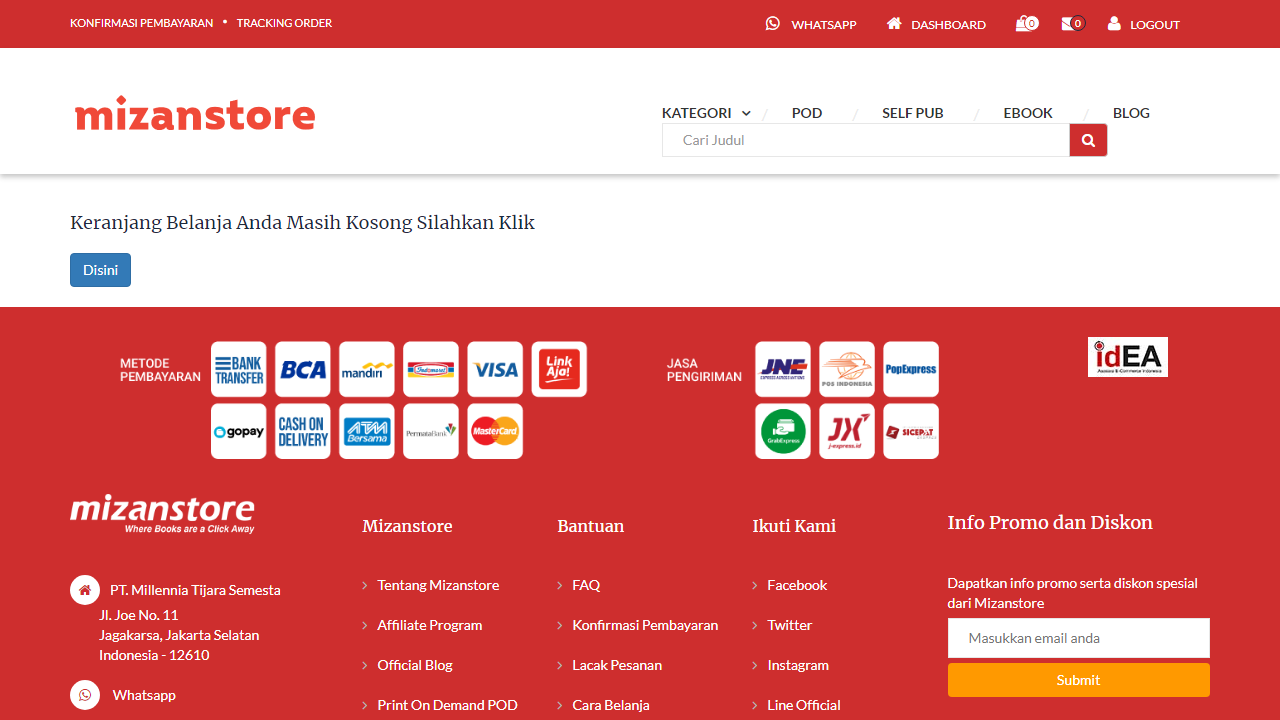 KONFIRMASI PEMBAYARAN • TRACKING ORDER
WHATSAPP
DASHBOARD
0
0
LOGOUT
mizanstore
KATEGORI / POD / SELF PUB / EBOOK / BLOG
Cari Judul
Keranjang Belanja Anda Masih Kosong Silahkan Klik
Disini
METODE PEMBAYARAN
BANK TRANSFER
BCA
mandiri
Indomaret
VISA
Link Aja!
gopay
CASH ON DELIVERY
ATM Bersama
PermataBank
MasterCard
JASA PENGIRIMAN
JNE
EXPRESS ACROSS NATIONS
POS INDONESIA
PopExpress
GrabExpress
JX
j-express.id
SICEPAT
idEA
mizanstore
Where Books are a Click Away
PT. Millennia Tijara Semesta
Jl. Joe No. 11
Jagakarsa, Jakarta Selatan
Indonesia - 12610
Whatsapp
Mizanstore
Tentang Mizanstore
Affiliate Program
Official Blog
Print On Demand POD
Bantuan
FAQ
Konfirmasi Pembayaran
Lacak Pesanan
Cara Belanja
Ikuti Kami
Facebook
Twitter
Instagram
Line Official
Info Promo dan Diskon
Dapatkan info promo serta diskon spesial
dari Mizanstore
Masukkan email anda
Submit